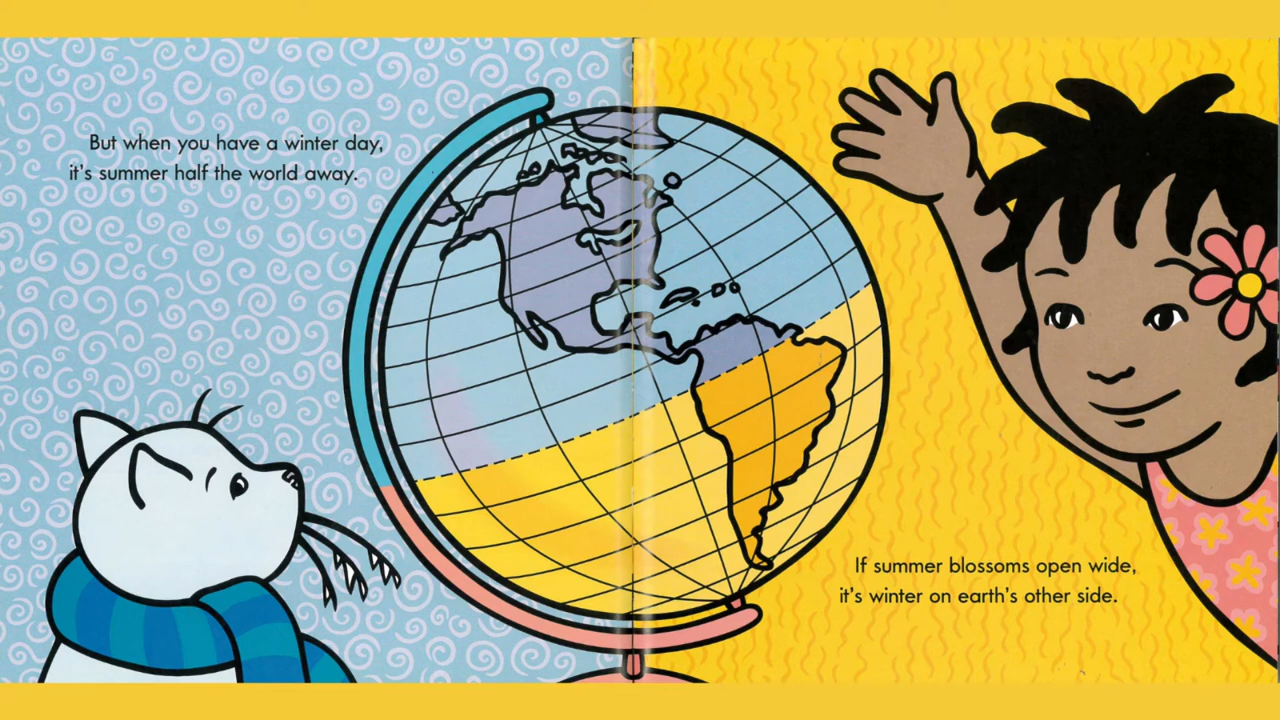 But when you have a winter day,
it's summer half the world away.
If summer blossoms open wide,
it's winter on earth's other side.